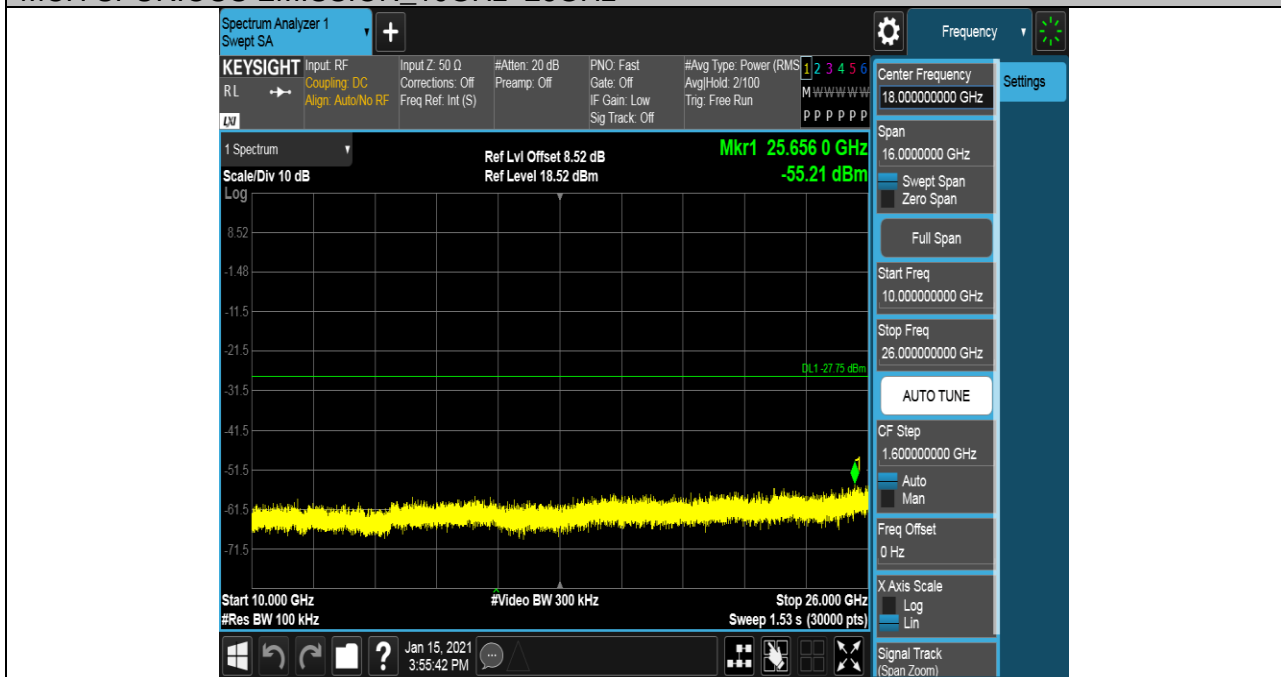 Spectrum Analyzer 1
Swept SA
+
Frequency
KEYSIGHT
RL
LXI
Input: RF
Coupling: DC
Align: Auto/No RF
Input Z: 50 Ω
Corrections: Off
Freq Ref: Int (S)
#Atten: 20 dB
Preamp: Off
PNO: Fast
Gate: Off
IF Gain: Low
Sig Track: Off
#Avg Type: Power (RMS
Avg|Hold: 2/100
Trig: Free Run
1 2 3 4 5 6
M W W W W W
P P P P P P
Center Frequency
18.000000000 GHz
Settings
Span
16.0000000 GHz
Swept Span
Zero Span
Full Span
Start Freq
10.000000000 GHz
Stop Freq
26.000000000 GHz
AUTO TUNE
CF Step
1.600000000 GHz
Auto
Man
Freq Offset
0 Hz
X Axis Scale
Log
Lin
Signal Track
(Span Zoom)
1 Spectrum
Scale/Div 10 dB
Ref Lvl Offset 8.52 dB
Ref Level 18.52 dBm
Mkr1 25.656 0 GHz
-55.21 dBm
Log
8.52
-1.48
-11.5
-21.5
DL1 -27.75 dBm
-31.5
-41.5
-51.5
1
-61.5
-71.5
Start 10.000 GHz
#Res BW 100 kHz
#Video BW 300 kHz
Stop 26.000 GHz
Sweep 1.53 s (30000 pts)
?
Jan 15, 2021
3:55:42 PM